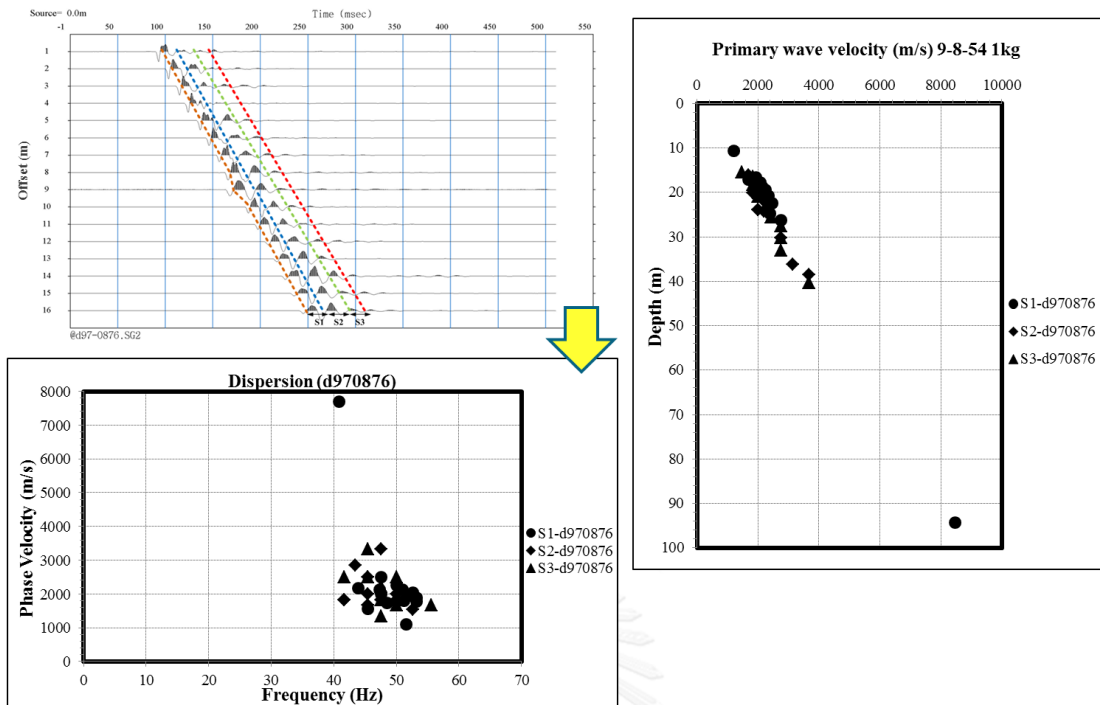 Source= 0.0m
Time (msec)
-1 50 100 150 200 250 300 350 400 450 500 550
Offset (m)
1
2
3
4
5
6
7
8
9
10
11
12
13
14
15
16
S1 S2 S3
@d97-0876.SG2
Primary wave velocity (m/s) 9-8-54 1kg
0 2000 4000 6000 8000 10000
Depth (m)
0
10
20
30
40
50
60
70
80
90
100
S1-d970876
S2-d970876
S3-d970876
Dispersion (d970876)
Phase Velocity (m/s)
8000
7000
6000
5000
4000
3000
2000
1000
0
S1-d970876
S2-d970876
S3-d970876
0 10 20 30 40 50 60 70
Frequency (Hz)